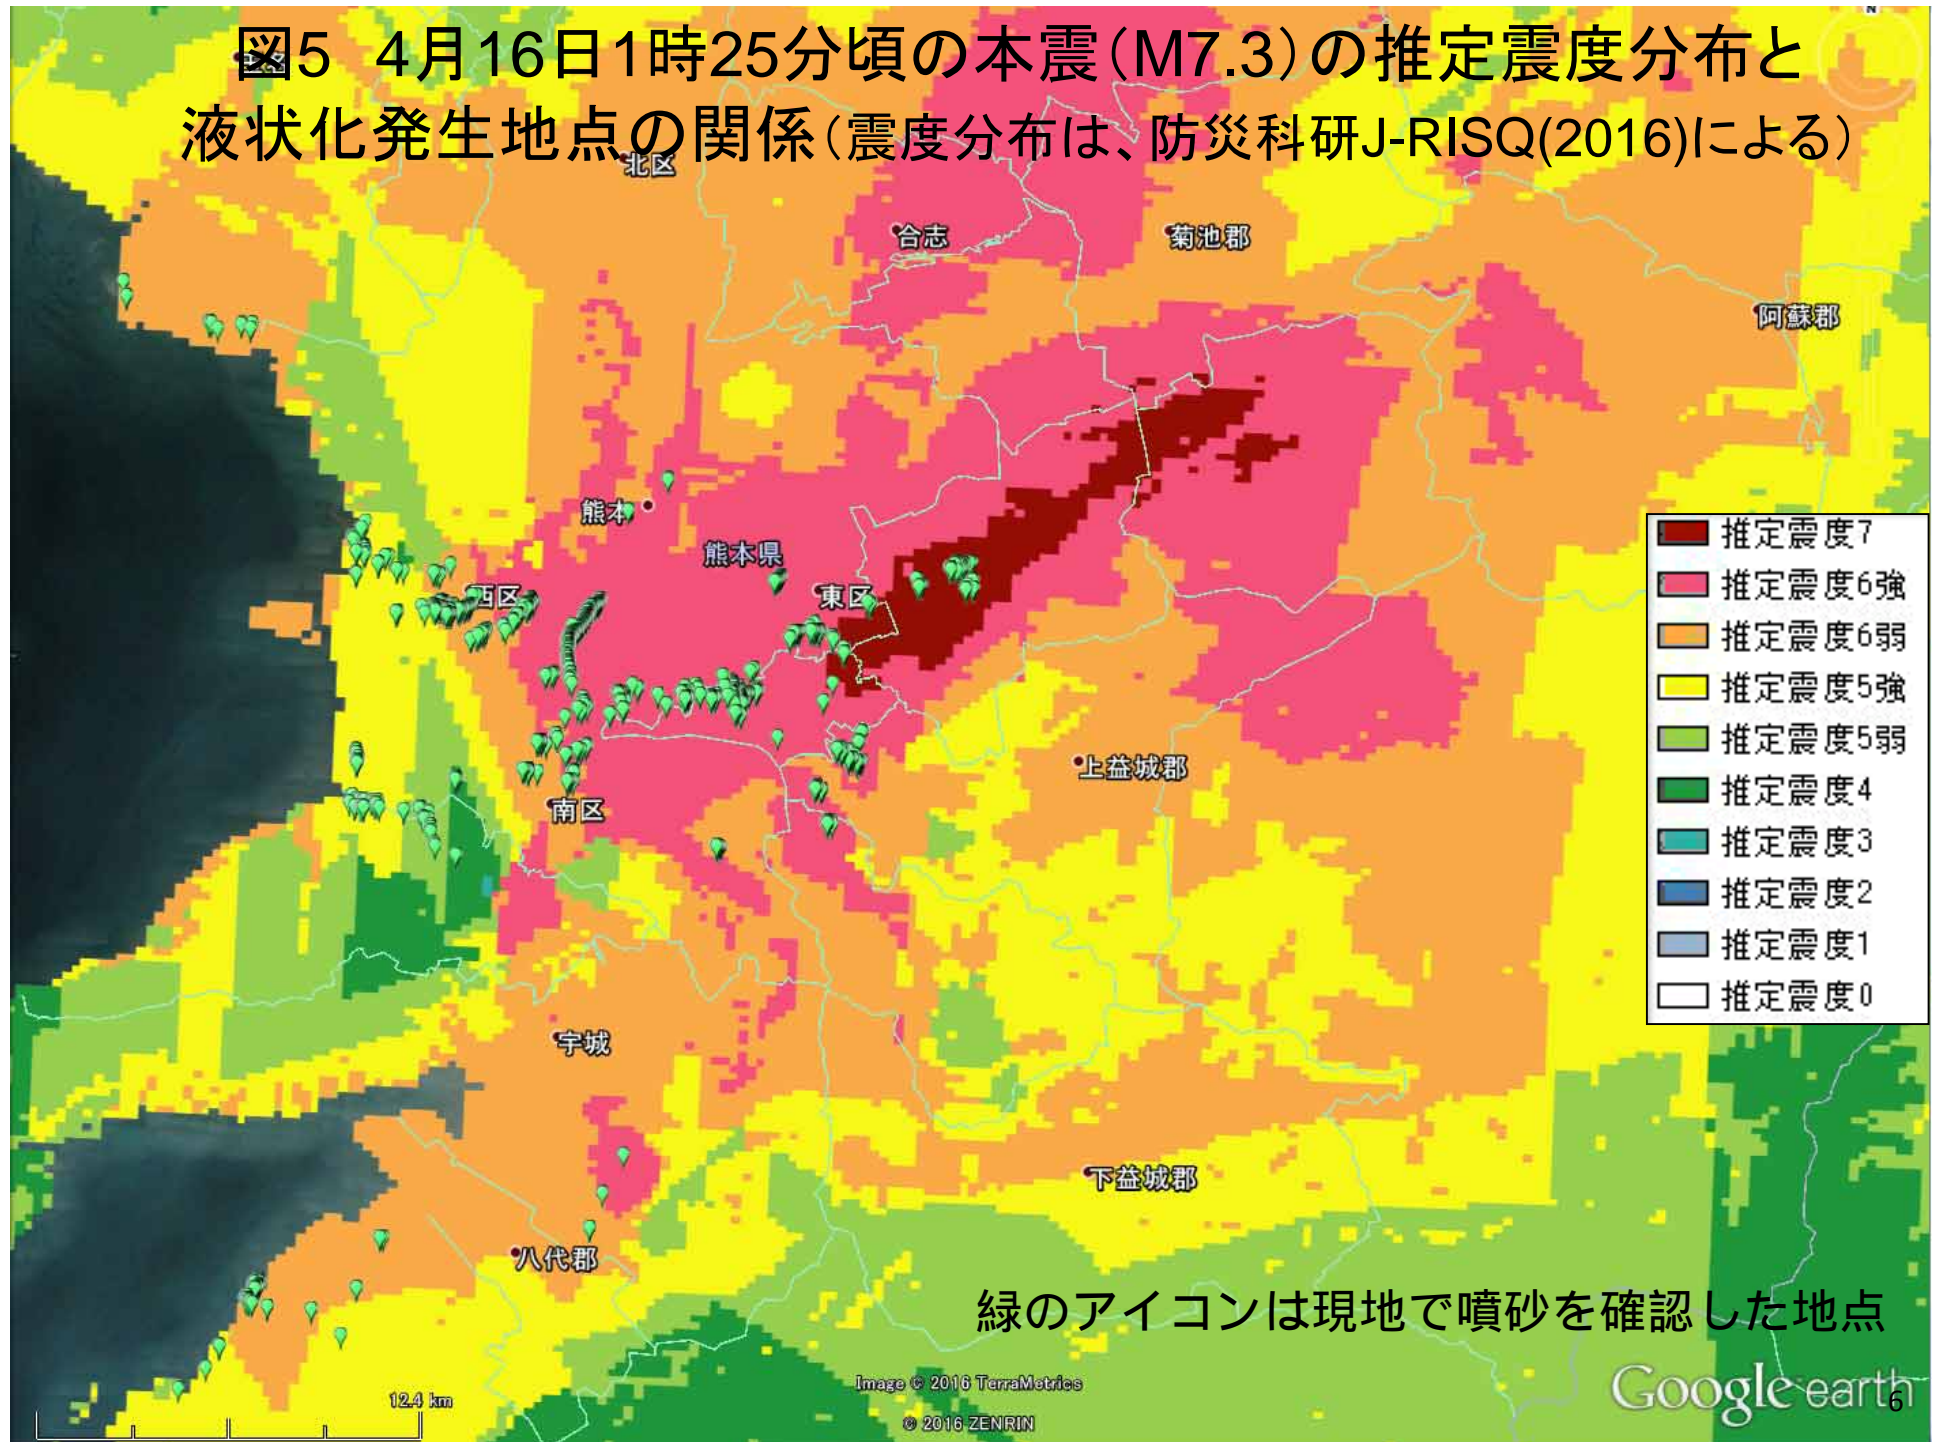 図5 4月16日1時25分頃の本震(M7.3)の推定震度分布と
液状化発生地点の関係(震度分布は、防災科研J-RISQ(2016)による)
N
北区
合志
菊池郡
阿蘇郡
熊本
熊本県
西区
東区
上益城郡
南区
宇城
下益城郡
八代郡
推定震度7
推定震度6強
推定震度6弱
推定震度5強
推定震度5弱
推定震度4
推定震度3
推定震度2
推定震度1
推定震度0
緑のアイコンは現地で噴砂を確認した地点
12.4 km
Image © 2016 TerraMetrics
© 2016 ZENRIN
Google earth
6